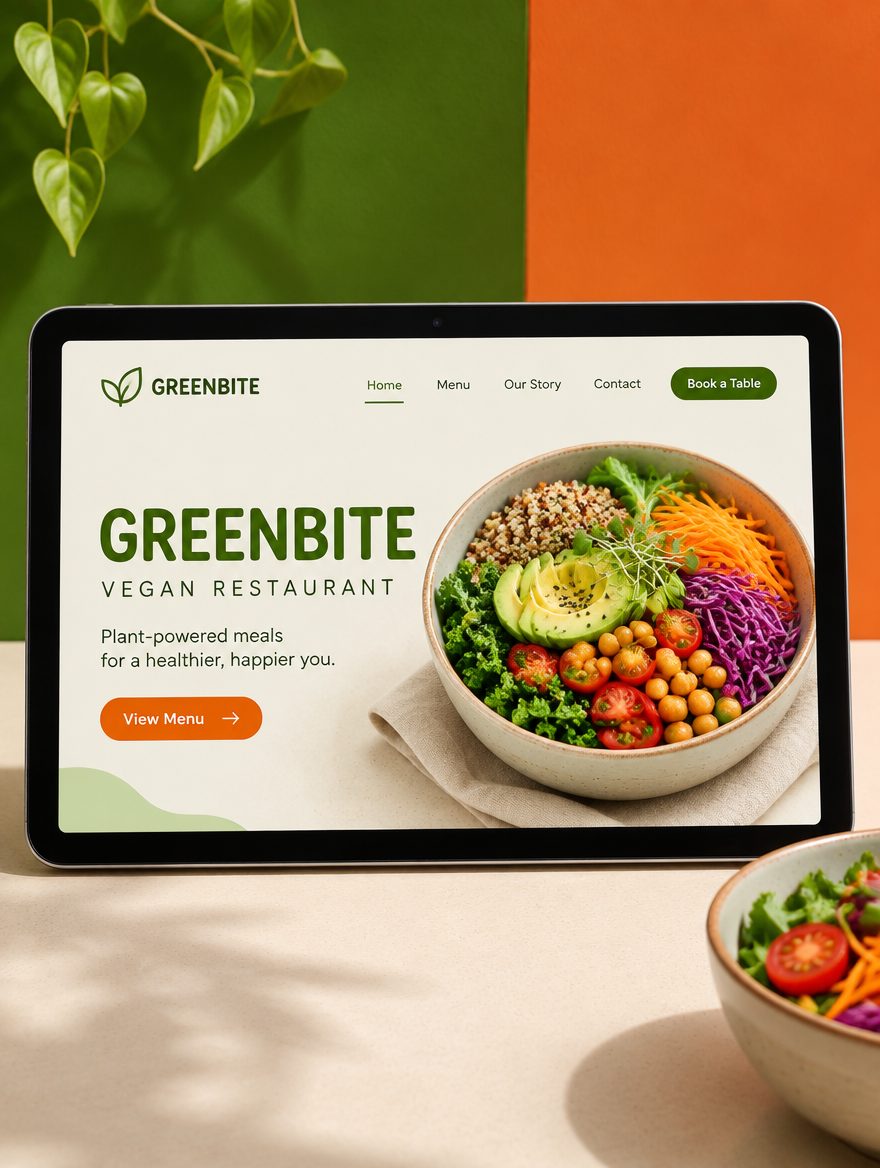 GREENBITE
Home
Menu
Our Story
Contact
Book a Table
GREENBITE
VEGAN RESTAURANT
Plant-powered meals
for a healthier, happier you.
View Menu